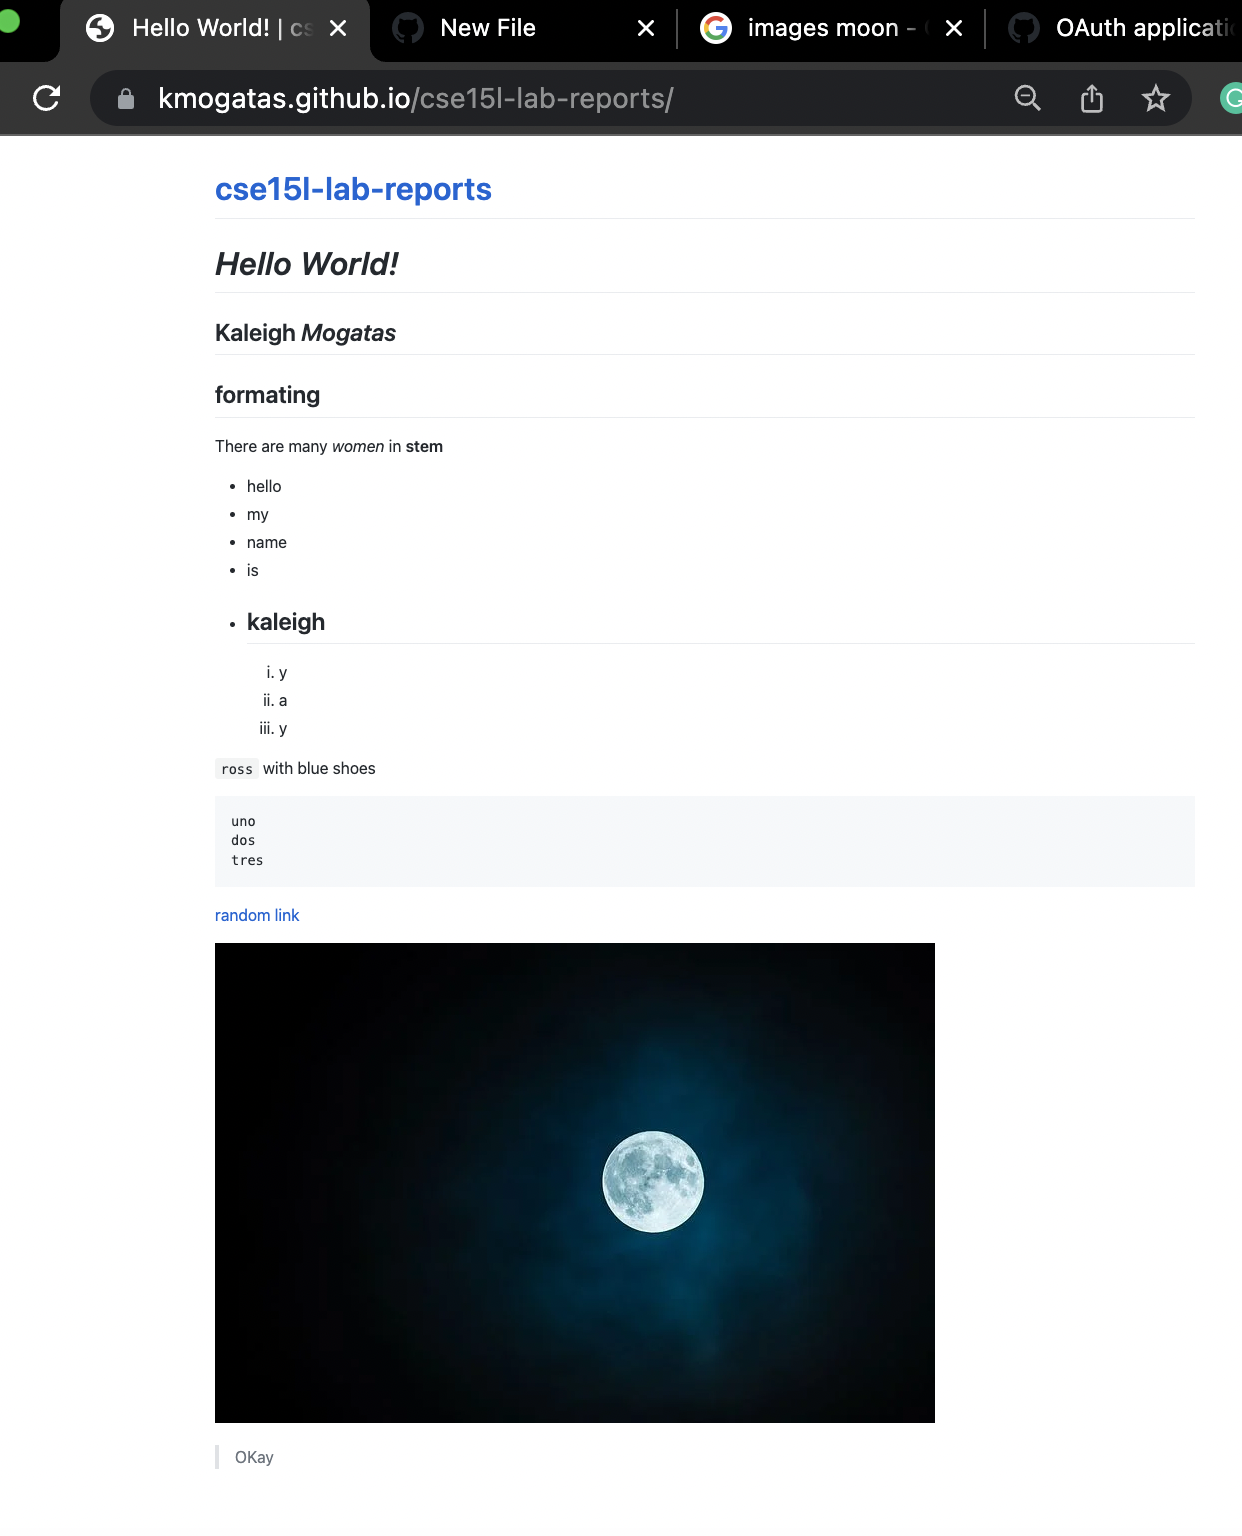 Hello World! | cs
New File
images moon -
OAuth applicati
kmogatas.github.io/cse15l-lab-reports/
cse15l-lab-reports
Hello World!
Kaleigh Mogatas
formating
There are many women in stem
• hello
• my
• name
• is
• kaleigh
i. y
ii. a
iii. y
ross with blue shoes
uno
dos
tres
random link
OKay